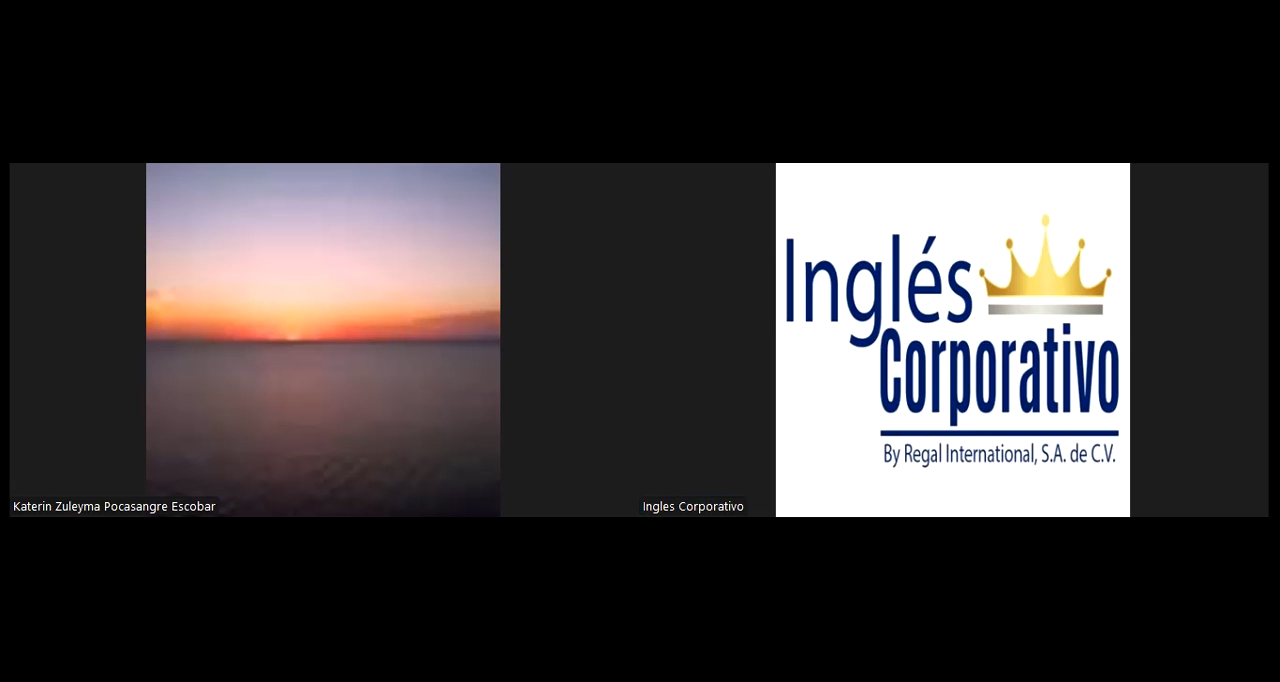 Inglés
Corporativo
By Regal International, S.A. de C.V.
Katerin Zuleyma Pocasangre Escobar
Ingles Corporativo